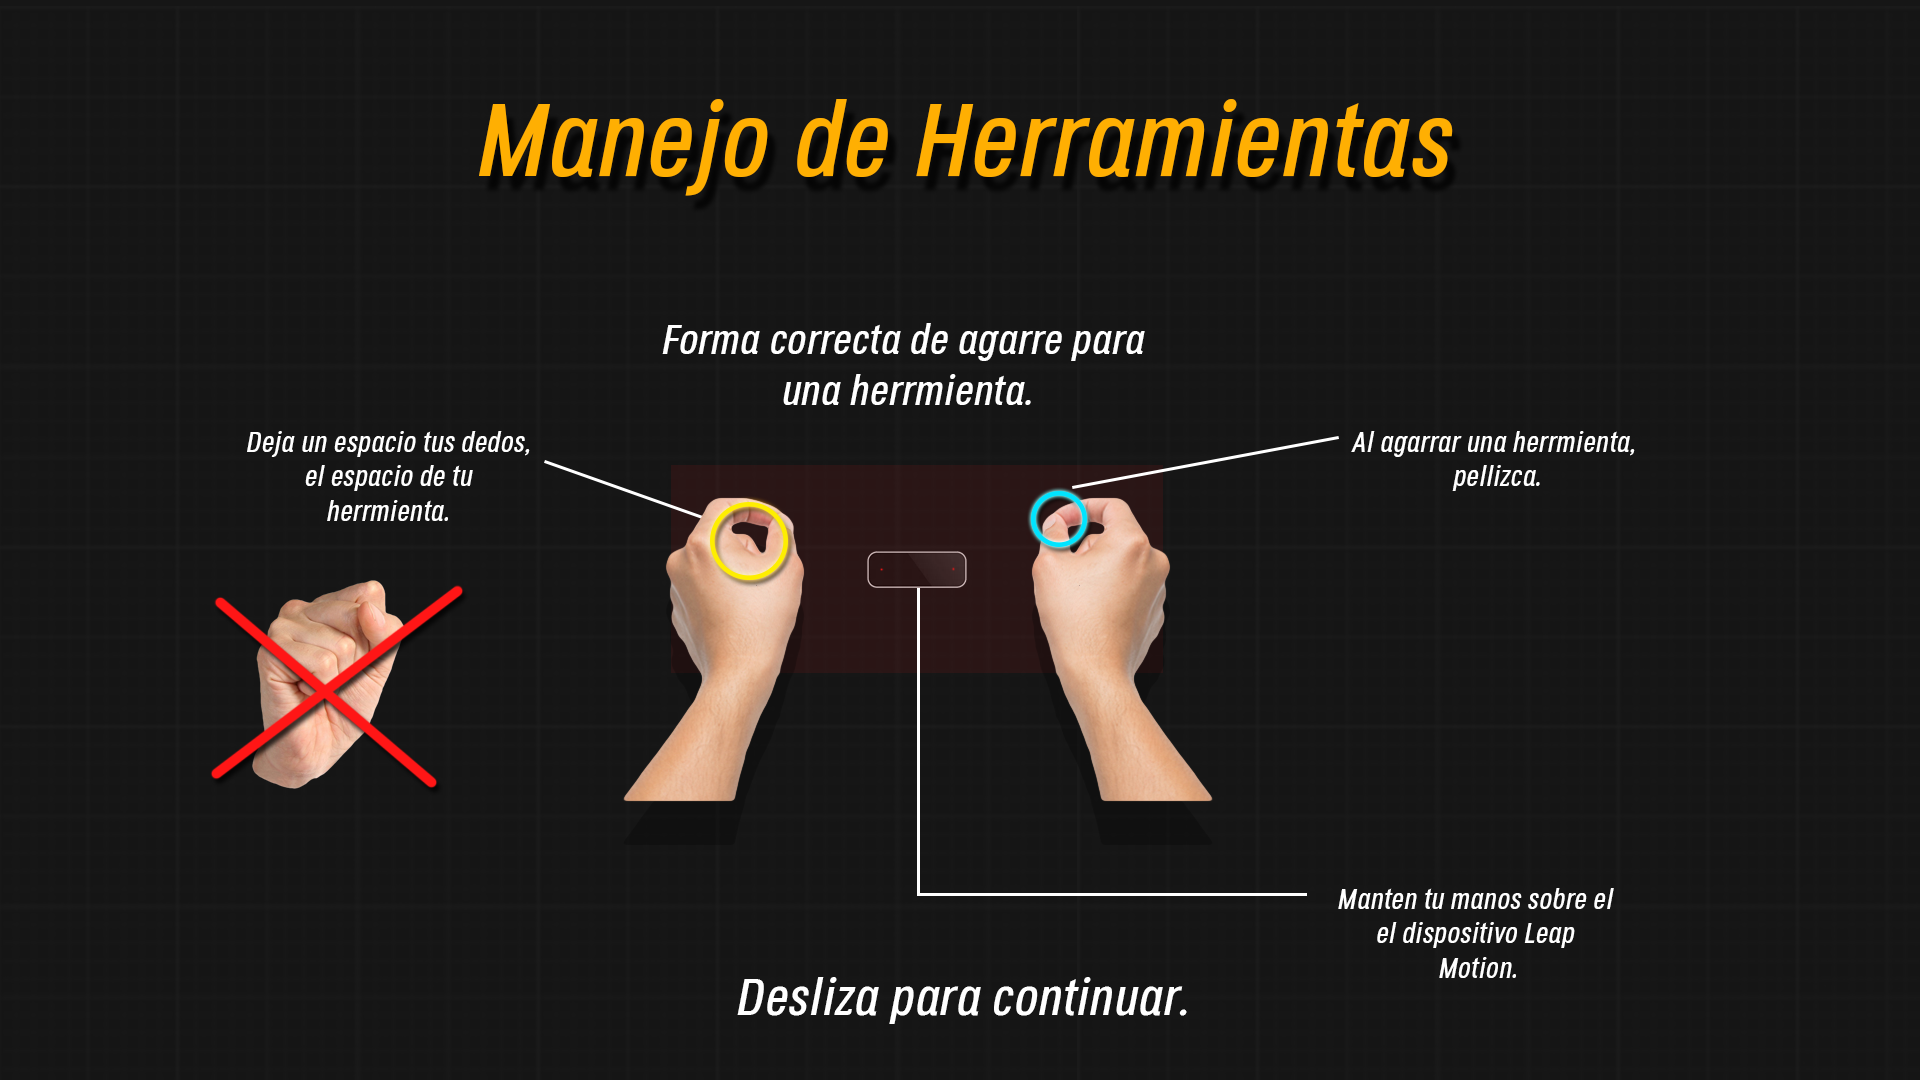 Manejo de Herramientas
Forma correcta de agarre para
una herrmienta.
Deja un espacio tus dedos,
el espacio de tu
herrmienta.
Al agarrar una herrmienta,
pellizca.
Manten tu manos sobre el
el dispositivo Leap
Motion.
Desliza para continuar.